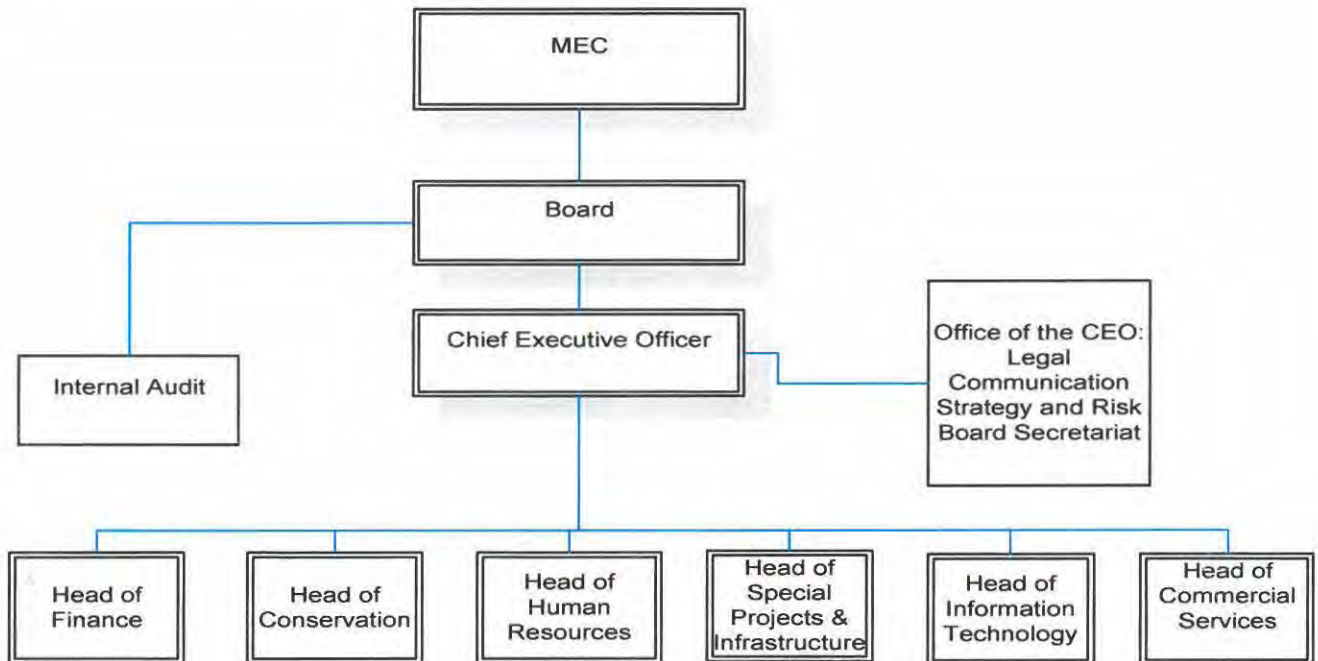 MEC
Board
Chief Executive Officer
Office of the CEO:
Legal
Communication
Strategy and Risk
Board Secretariat
Internal Audit
Head of
Finance
Head of
Conservation
Head of
Human
Resources
Head of
Special
Projects &
Infrastructure
Head of
Information
Technology
Head of
Commercial
Services